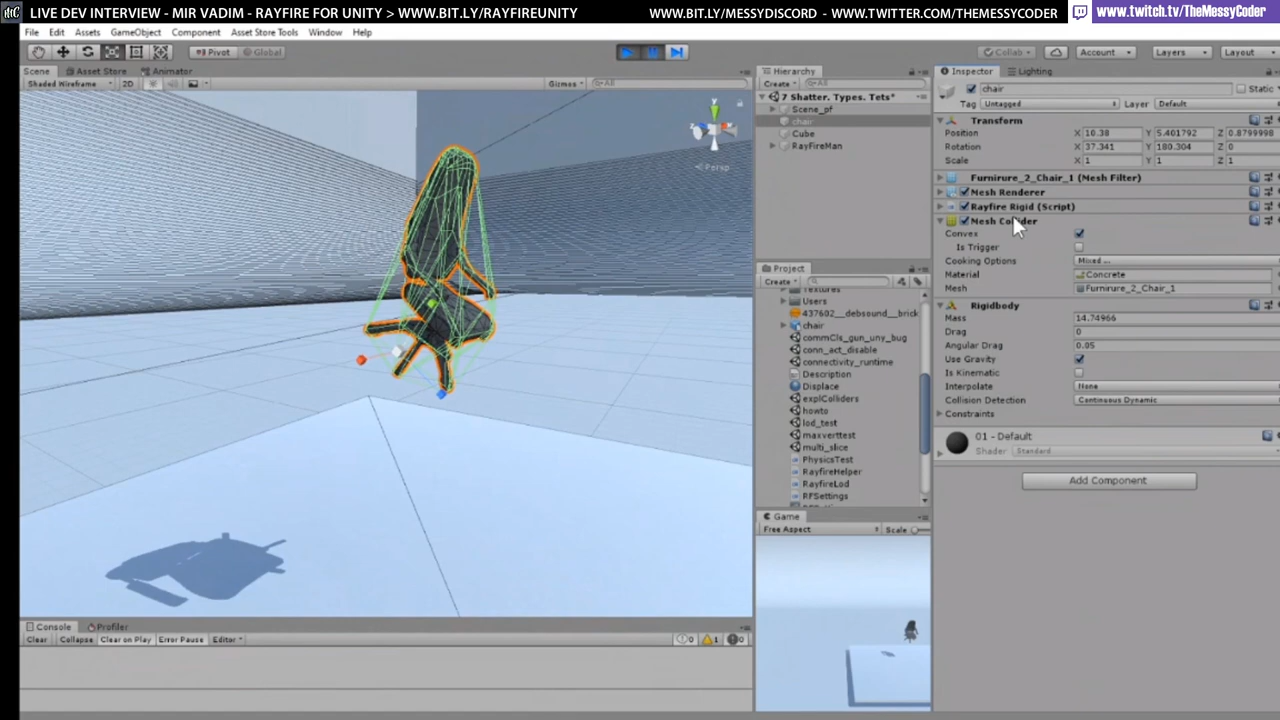 LIVE DEV INTERVIEW - MIR VADIM - RAYFIRE FOR UNITY > WWW.BIT.LY/RAYFIREUNITY
WWW.BIT.LY/MESSYDISCORD - WWW.TWITTER.COM/THEMESSYCODER
www.twitch.tv/TheMessyCoder
File Edit Assets GameObject Component Asset Store Tools Window Help
Pivot Global Collab Account Layers Layout
Scene Asset Store Animator
Shaded Wireframe 2D Gizmos All
y
Persp
Console Profiler
Clear Collapse Clear on Play Error Pause Editor 0 1 0
Hierarchy
Create All
7 Shatter. Types. Tets*
Scene_pf
chair
Cube
RayFireMan
Project
Create
Textures
Users
437602__debsound__brick
chair
commCls_gun_uny_bug
conn_act_disable
connectivity_runtime
Description
Displace
explColliders
howto
lod_test
maxverttest
multi_slice
PhysicsTest
RayfireHelper
RayfireLod
RFSettings
Game
Free Aspect Scale
Inspector Lighting
chair Static
Tag Untagged Layer Default
Transform
Position X 10.38 Y 5.401792 Z 0.8799998
Rotation X 37.341 Y 180.304 Z 0
Scale X 1 Y 1 Z 1
Furnirure_2_Chair_1 (Mesh Filter)
Mesh Renderer
Rayfire Rigid (Script)
Mesh Collider
Convex
Is Trigger
Cooking Options Mixed ...
Material Concrete
Mesh Furnirure_2_Chair_1
Rigidbody
Mass 14.74966
Drag 0
Angular Drag 0.05
Use Gravity
Is Kinematic
Interpolate None
Collision Detection Continuous Dynamic
Constraints
01 - Default
Shader Standard
Add Component